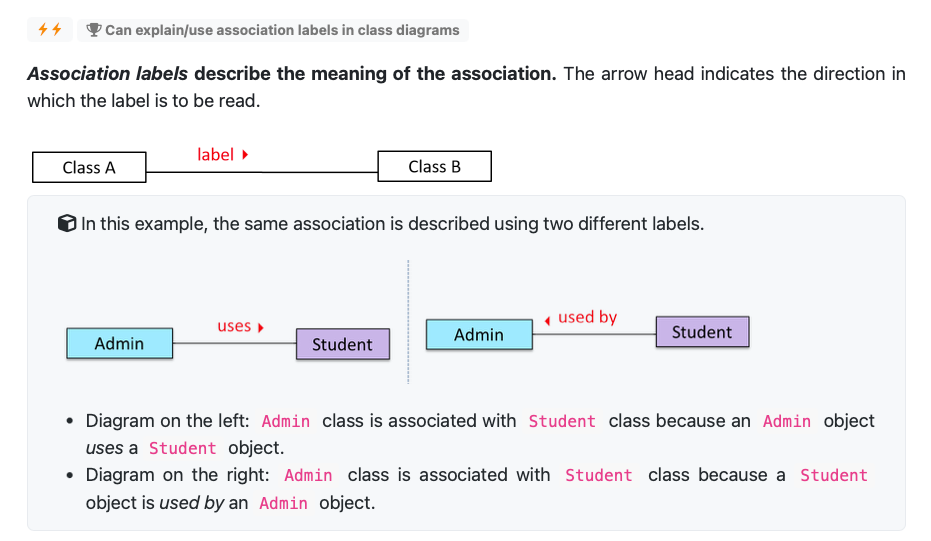 Can explain/use association labels in class diagrams
Association labels describe the meaning of the association. The arrow head indicates the direction in
which the label is to be read.
label
Class A
Class B
In this example, the same association is described using two different labels.
uses
Admin
Student
used by
Admin
Student
• Diagram on the left: Admin class is associated with Student class because an Admin object
uses a Student object.
• Diagram on the right: Admin class is associated with Student class because a Student
object is used by an Admin object.